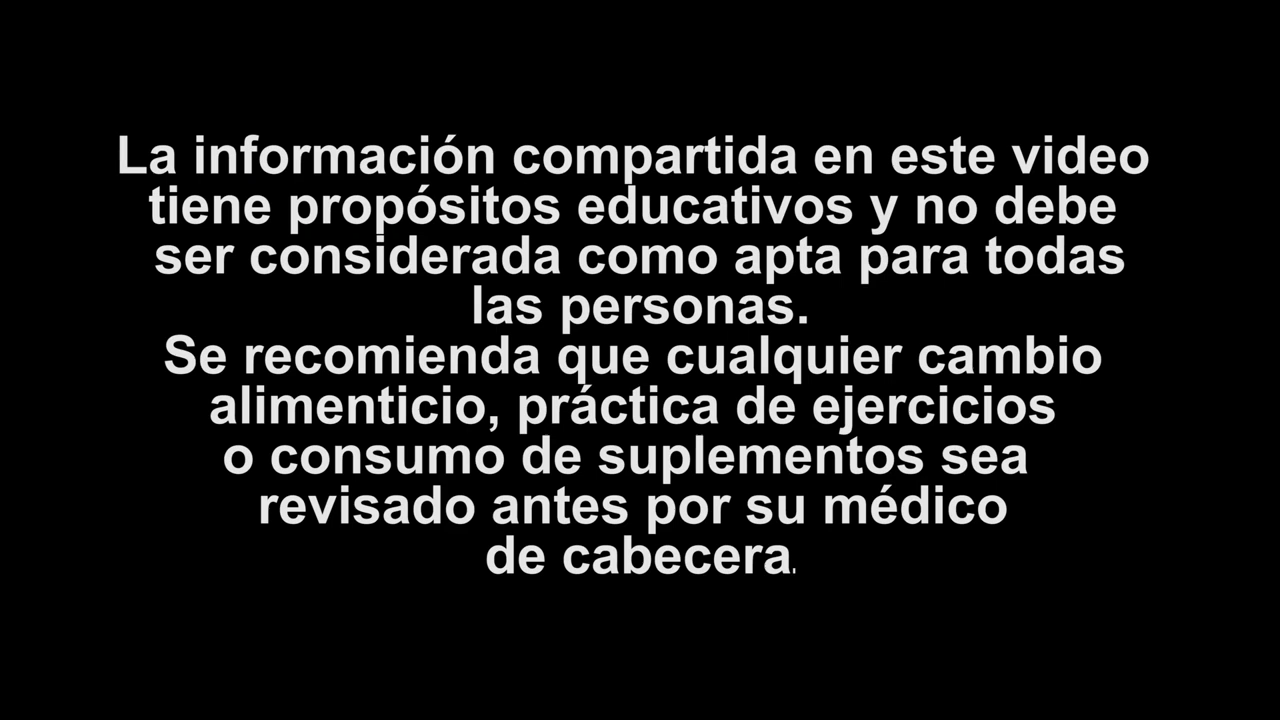 La información compartida en este video
tiene propósitos educativos y no debe
ser considerada como apta para todas
las personas.
Se recomienda que cualquier cambio
alimenticio, práctica de ejercicios
o consumo de suplementos sea
revisado antes por su médico
de cabecera.